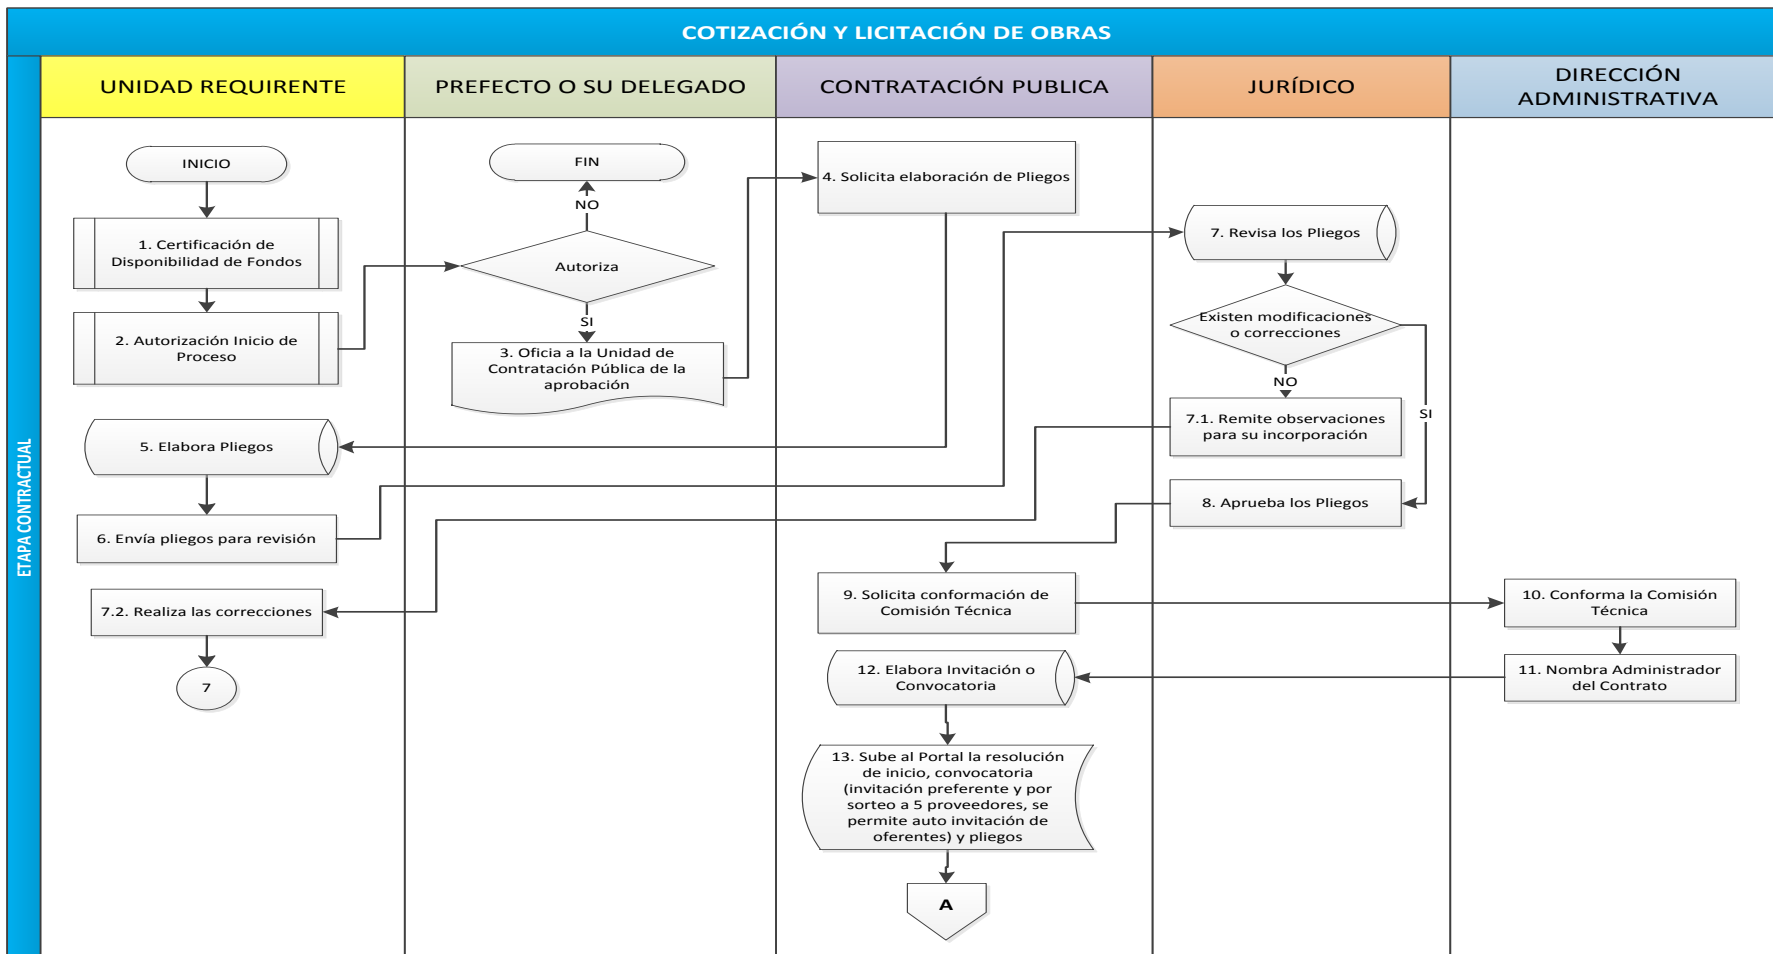 COTIZACIÓN Y LICITACIÓN DE OBRAS
UNIDAD REQUIRENTE
PREFECTO O SU DELEGADO
CONTRATACIÓN PUBLICA
JURÍDICO
DIRECCIÓN
ADMINISTRATIVA
ETAPA CONTRACTUAL
INICIO
1. Certificación de
Disponibilidad de Fondos
2. Autorización Inicio de
Proceso
FIN
NO
Autoriza
SI
3. Oficia a la Unidad de
Contratación Pública de la
aprobación
4. Solicita elaboración de Pliegos
5. Elabora Pliegos
6. Envía pliegos para revisión
7. Revisa los Pliegos
Existen modificaciones
o correcciones
NO
SI
7.1. Remite observaciones
para su incorporación
8. Aprueba los Pliegos
7.2. Realiza las correcciones
7
9. Solicita conformación de
Comisión Técnica
10. Conforma la Comisión
Técnica
11. Nombra Administrador
del Contrato
12. Elabora Invitación o
Convocatoria
13. Sube al Portal la resolución
de inicio, convocatoria
(invitación preferente y por
sorteo a 5 proveedores, se
permite auto invitación de
oferentes) y pliegos
A